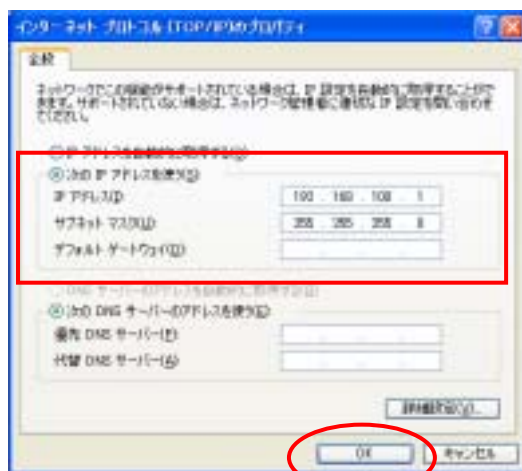 インターネット プロトコル (TCP/IP)のプロパティ
全般
ネットワークでこの機能がサポートされている場合は、IP 設定を自動的に取得することがで
きます。サポートされていない場合は、ネットワーク管理者に適切な IP 設定を問い合わせ
てください。
IP アドレスを自動的に取得する(O)
次の IP アドレスを使う(S)
IP アドレス(I)
サブネット マスク(U)
255 . 255 . 255 . 0
デフォルト ゲートウェイ(D)
DNS サーバーのアドレスを自動的に取得する(B)
次の DNS サーバーのアドレスを使う(E)
優先 DNS サーバー(P)
代替 DNS サーバー(A)
詳細設定(V)...
OK
キャンセル